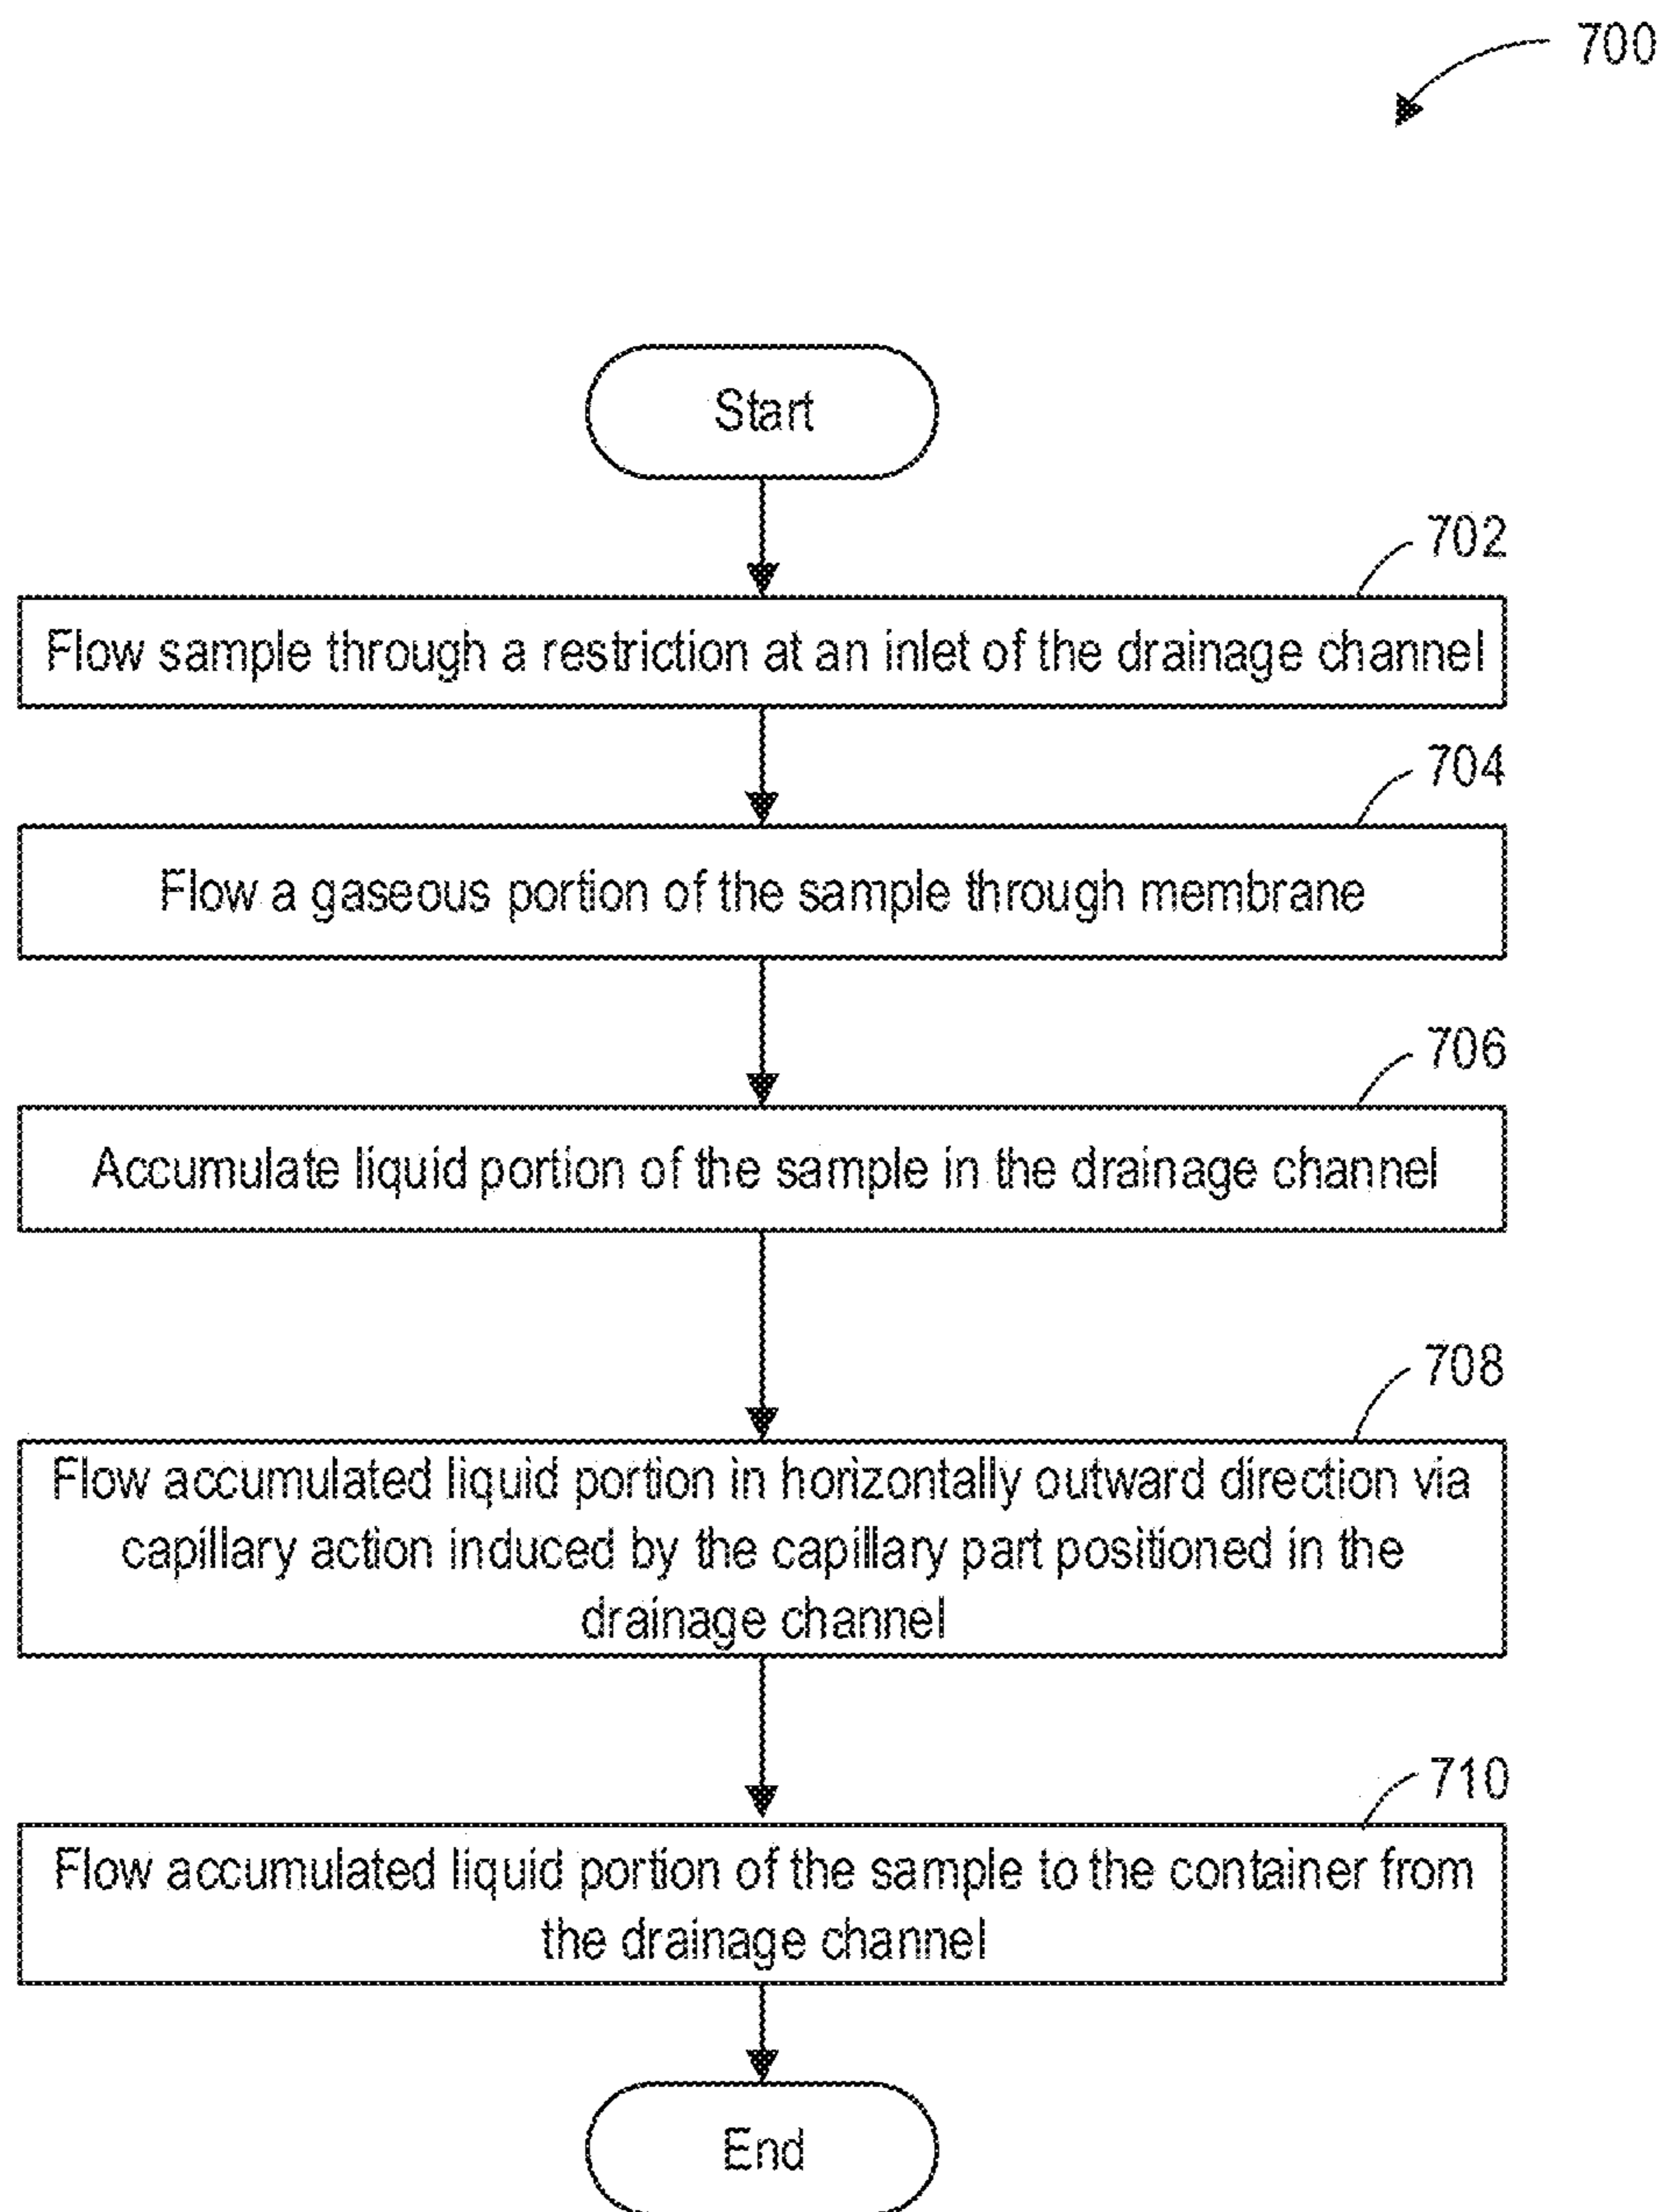 700
Start
702
Flow sample through a restriction at an inlet of the drainage channel
704
Flow a gaseous portion of the sample through membrane
706
Accumulate liquid portion of the sample in the drainage channel
708
Flow accumulated liquid portion in horizontally outward direction via
capillary action induced by the capillary part positioned in the
drainage channel
710
Flow accumulated liquid portion of the sample to the container from
the drainage channel
End